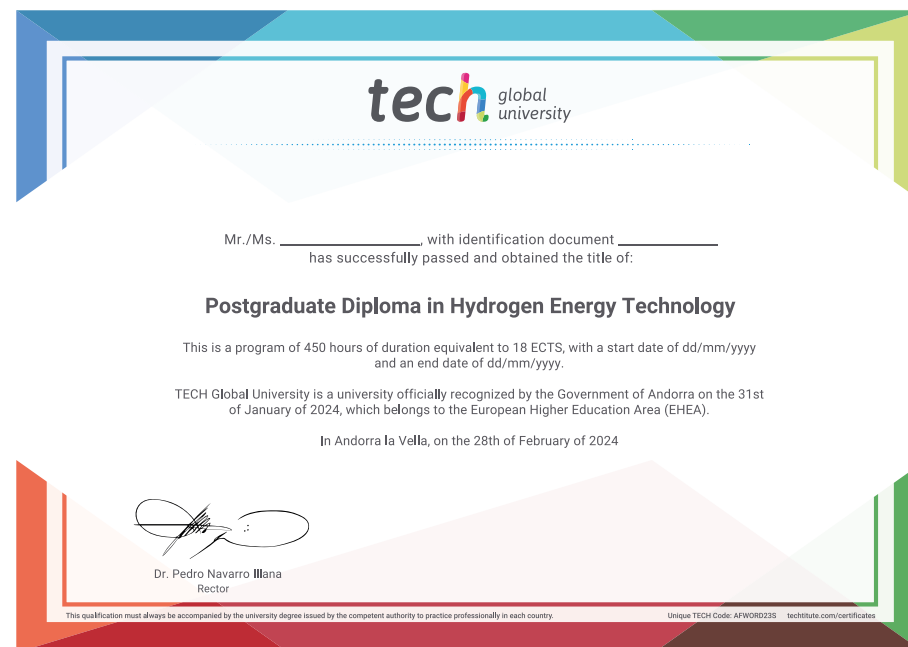 tech global
university
Mr./Ms. ____________, with identification document ____________
has successfully passed and obtained the title of:
Postgraduate Diploma in Hydrogen Energy Technology
This is a program of 450 hours of duration equivalent to 18 ECTS, with a start date of dd/mm/yyyy
and an end date of dd/mm/yyyy.
TECH Global University is a university officially recognized by the Government of Andorra on the 31st
of January of 2024, which belongs to the European Higher Education Area (EHEA).
In Andorra la Vella, on the 28th of February of 2024
Dr. Pedro Navarro Illana
Rector
This qualification must always be accompanied by the university degree issued by the competent authority to practice professionally in each country.
Unique TECH Code: AFWORD23S techtitute.com/certificates